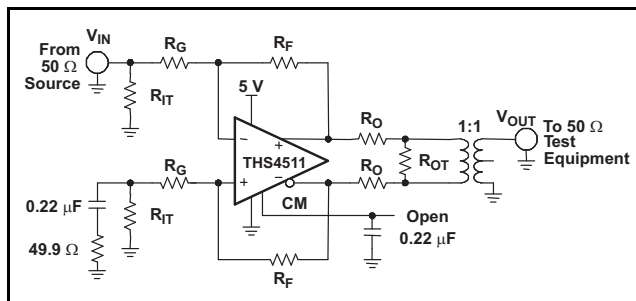 V_IN
From
50 Ω
Source
R_G
R_F
R_IT
5 V
−
+
THS4511
+
−
CM
R_O
R_O
R_OT
1:1
V_OUT
To 50 Ω
Test
Equipment
R_G
R_IT
0.22 μF
49.9 Ω
R_F
Open
0.22 μF